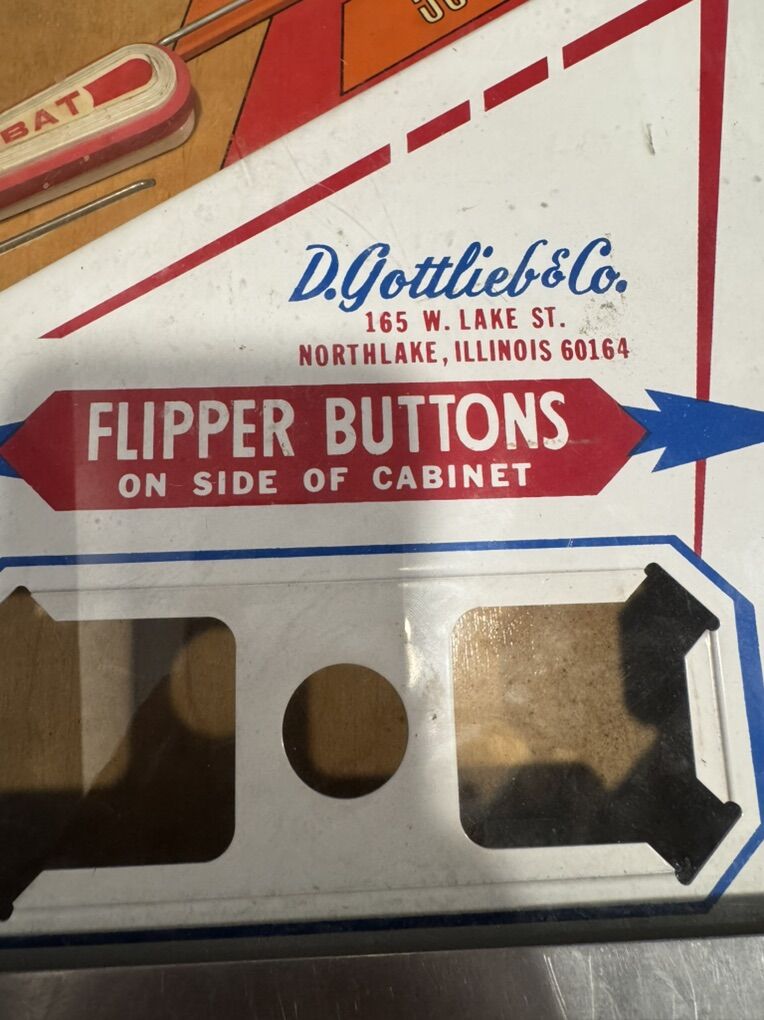 BAT
D. Gottlieb & Co.
165 W. LAKE ST.
NORTHLAKE, ILLINOIS 60164
FLIPPER BUTTONS
ON SIDE OF CABINET